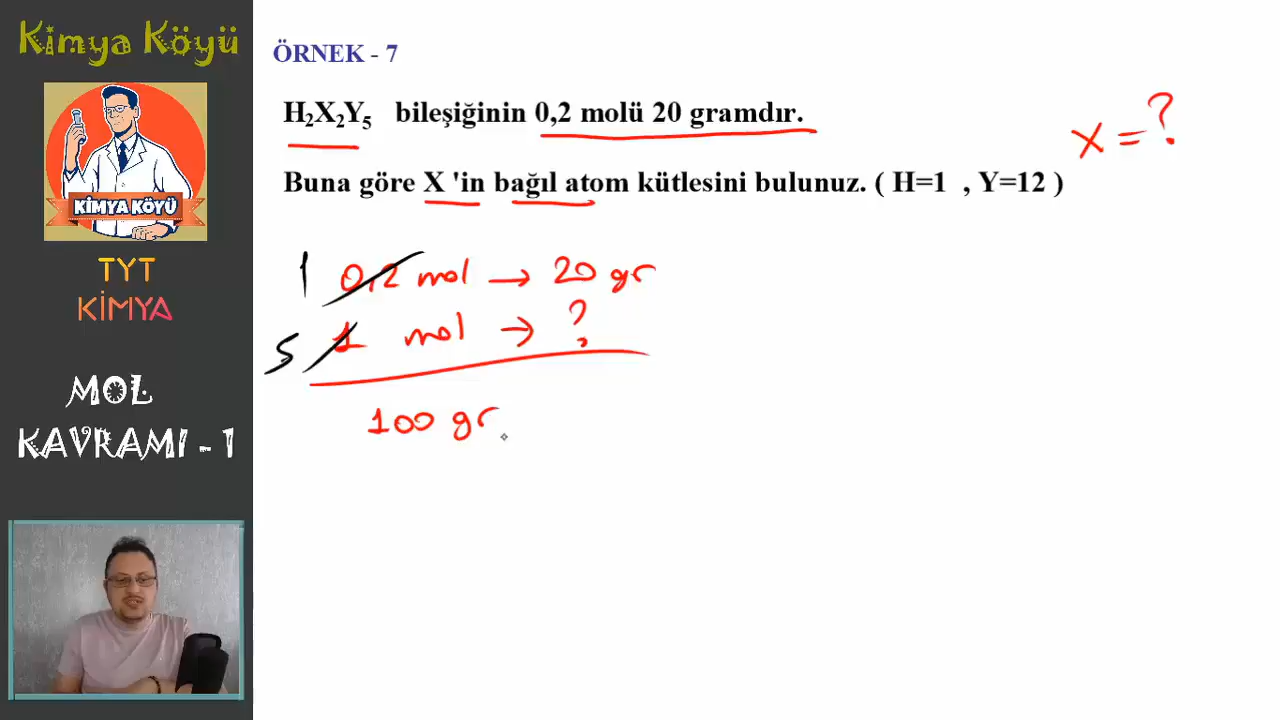 Kimya Köyü
KİMYA KÖYÜ
TYT
KİMYA
MOL
KAVRAMI - 1
ÖRNEK - 7
H₂X₂Y₅ bileşiğinin 0,2 molü 20 gramdır.
x = ?
Buna göre X 'in bağıl atom kütlesini bulunuz. ( H=1 , Y=12 )
1 0,2 mol → 20 gr
5 1 mol → ?
100 gr